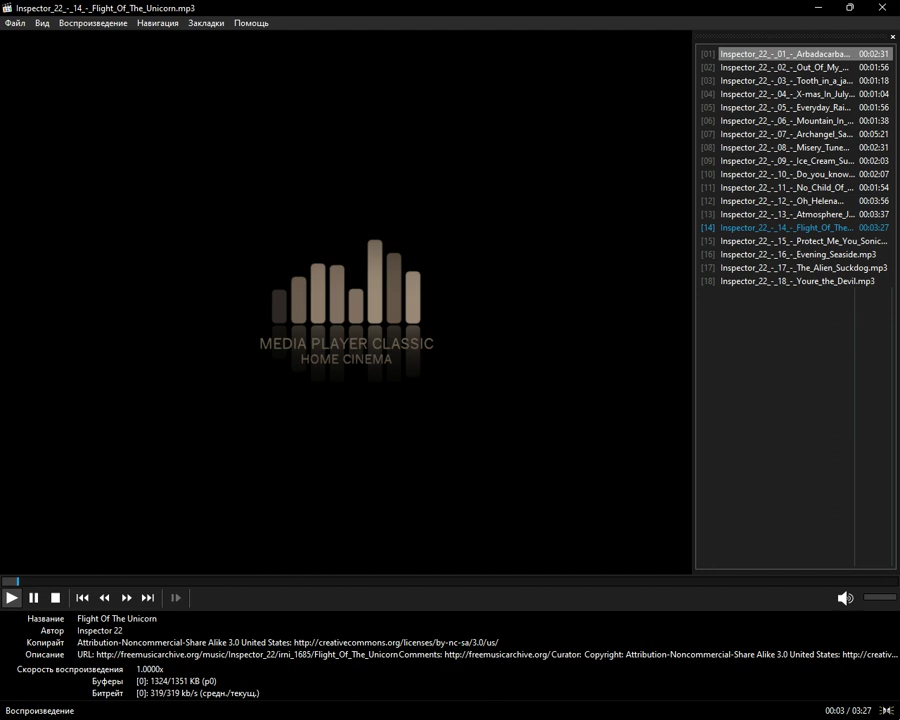 Inspector_22_-_14_-_Flight_Of_The_Unicorn.mp3
Файл Вид Воспроизведение Навигация Закладки Помощь
[01] Inspector_22_-_01_-_Arbadacarba... 00:02:31
[02] Inspector_22_-_02_-_Out_Of_My_... 00:01:56
[03] Inspector_22_-_03_-_Tooth_in_a_ja... 00:01:18
[04] Inspector_22_-_04_-_X-mas_In_July... 00:01:04
[05] Inspector_22_-_05_-_Everyday_Rai... 00:01:56
[06] Inspector_22_-_06_-_Mountain_In_... 00:01:38
[07] Inspector_22_-_07_-_Archangel_Sa... 00:05:21
[08] Inspector_22_-_08_-_Misery_Tune... 00:02:31
[09] Inspector_22_-_09_-_Ice_Cream_Su... 00:02:03
[10] Inspector_22_-_10_-_Do_you_know... 00:02:07
[11] Inspector_22_-_11_-_No_Child_Of_... 00:01:54
[12] Inspector_22_-_12_-_Oh_Helena... 00:03:56
[13] Inspector_22_-_13_-_Atmosphere_I... 00:03:37
[14] Inspector_22_-_14_-_Flight_Of_The... 00:03:27
[15] Inspector_22_-_15_-_Protect_Me_You_Sonic...
[16] Inspector_22_-_16_-_Evening_Seaside.mp3
[17] Inspector_22_-_17_-_The_Alien_Suckdog.mp3
[18] Inspector_22_-_18_-_Youre_the_Devil.mp3
MEDIA PLAYER CLASSIC
HOME CINEMA
Название Flight Of The Unicorn
Автор Inspector 22
Копирайт Attribution-Noncommercial-Share Alike 3.0 United States: http://creativecommons.org/licenses/by-nc-sa/3.0/us/
Описание URL: http://freemusicarchive.org/music/Inspector_22/irni_1685/Flight_Of_The_UnicornComments: http://freemusicarchive.org/Curator: Copyright: Attribution-Noncommercial-Share Alike 3.0 United States: http://creativ...
Скорость воспроизведения 1.0000x
Буферы [0]: 1324/1351 KB (p0)
Битрейт [0]: 319/319 kb/s (средн./текущ.)
Воспроизведение 00:03 / 03:27